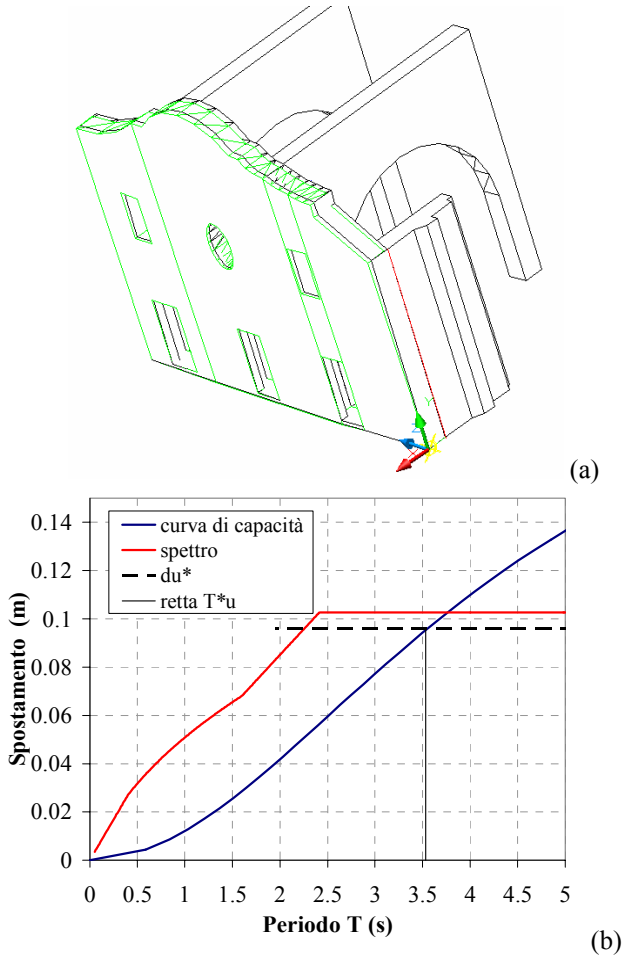 Y
Z
X
(a)
0.14
0.12
0.1
0.08
0.06
0.04
0.02
0
Spostamento (m)
curva di capacità
spettro
du*
retta T*u
0 0.5 1 1.5 2 2.5 3 3.5 4 4.5 5
Periodo T (s)
(b)